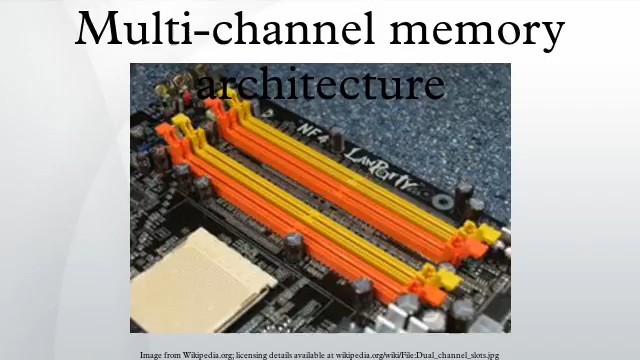 Multi-channel memory
architecture
NF4
LANPARTY
Image from Wikipedia.org; licensing details available at wikipedia.org/wiki/File:Dual_channel_slots.jpg